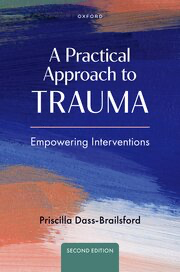 OXFORD
A Practical
Approach to
TRAUMA
Empowering Interventions
Priscilla Dass-Brailsford
SECOND EDITION